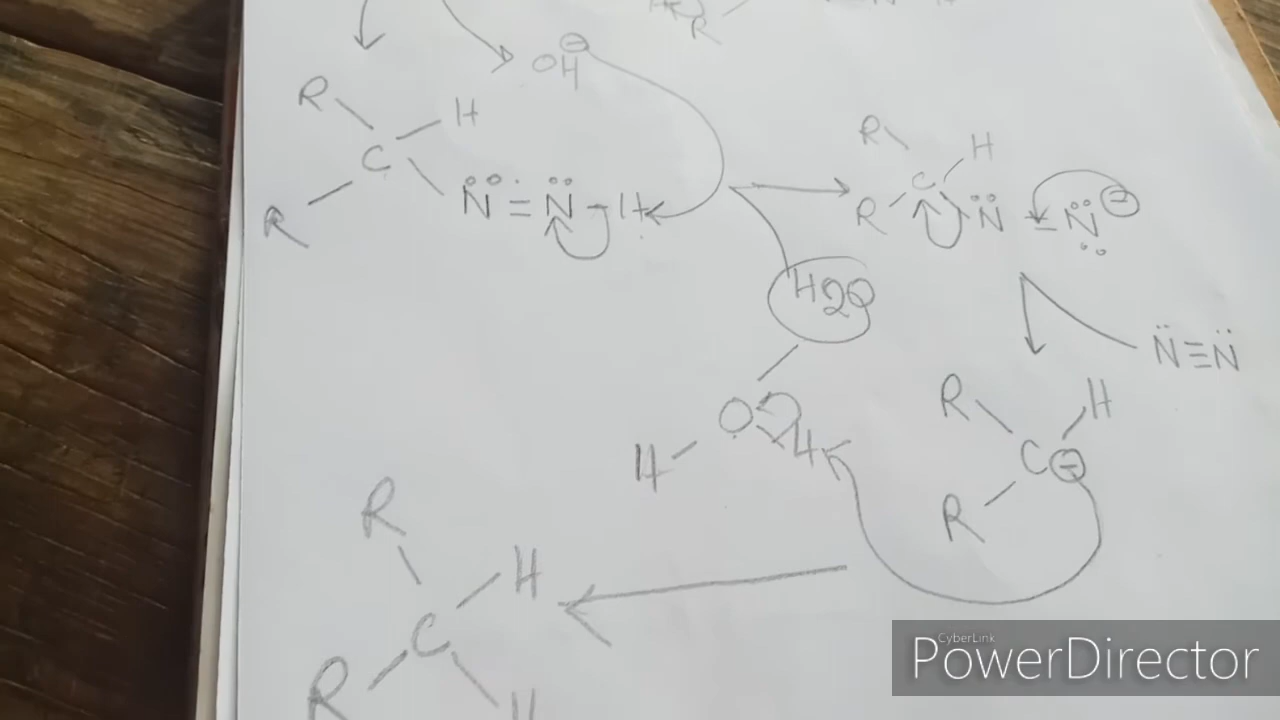 R
OH ⊖
R
H
C
N̈ = N̈ - H
R
R
H
C
R
N̈ = N̈ ⊖
H2O
N̈ ≡ N̈
O
H
H
R
H
C ⊖
R
R
H
C
R
H
CyberLink
PowerDirector